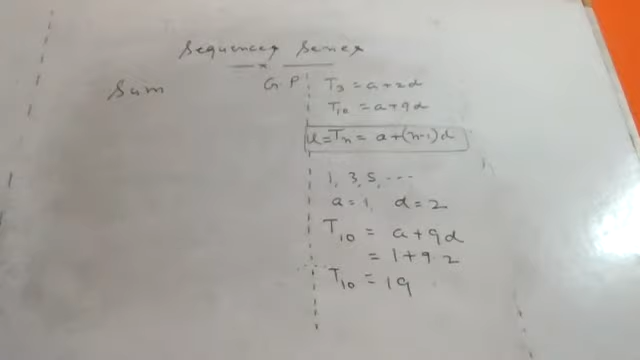 Sequences Series
Sum
G.P
T3 = a+2d
T10 = a+9d
l=Tn = a+(n-1)d
1, 3, 5, ...
a=1, d=2
T10 = a+9d
= 1+9.2
T10 = 19